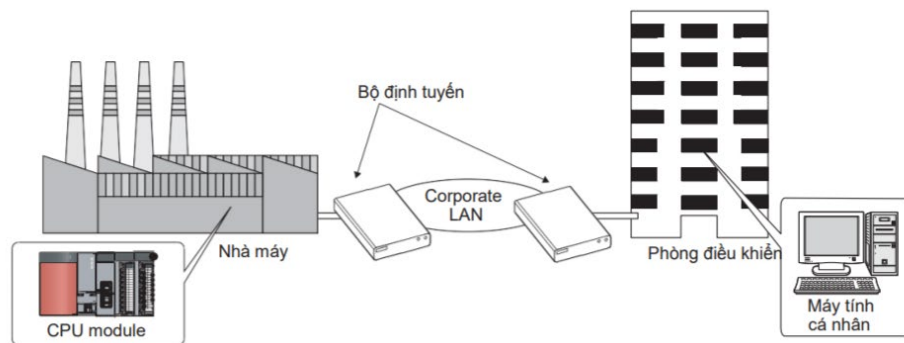 Bộ định tuyến
Corporate
LAN
Nhà máy
Phòng điều khiển
CPU module
Máy tính
cá nhân